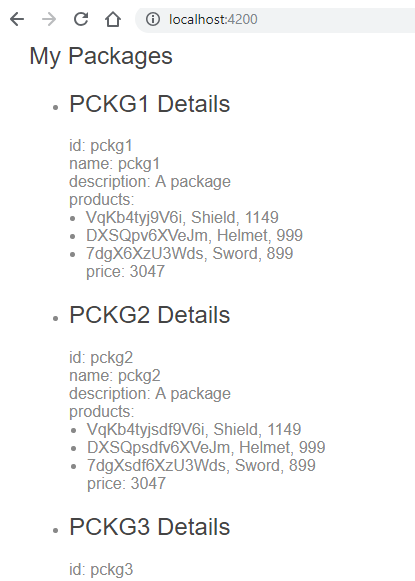 localhost:4200
My Packages
PCKG1 Details
id: pckg1
name: pckg1
description: A package
products:
VqKb4tyj9V6i, Shield, 1149
DXSQpv6XVeJm, Helmet, 999
7dgX6XzU3Wds, Sword, 899
price: 3047
PCKG2 Details
id: pckg2
name: pckg2
description: A package
products:
VqKb4tyjsdf9V6i, Shield, 1149
DXSQpsdfv6XVeJm, Helmet, 999
7dgXsdf6XzU3Wds, Sword, 899
price: 3047
PCKG3 Details
id: pckg3